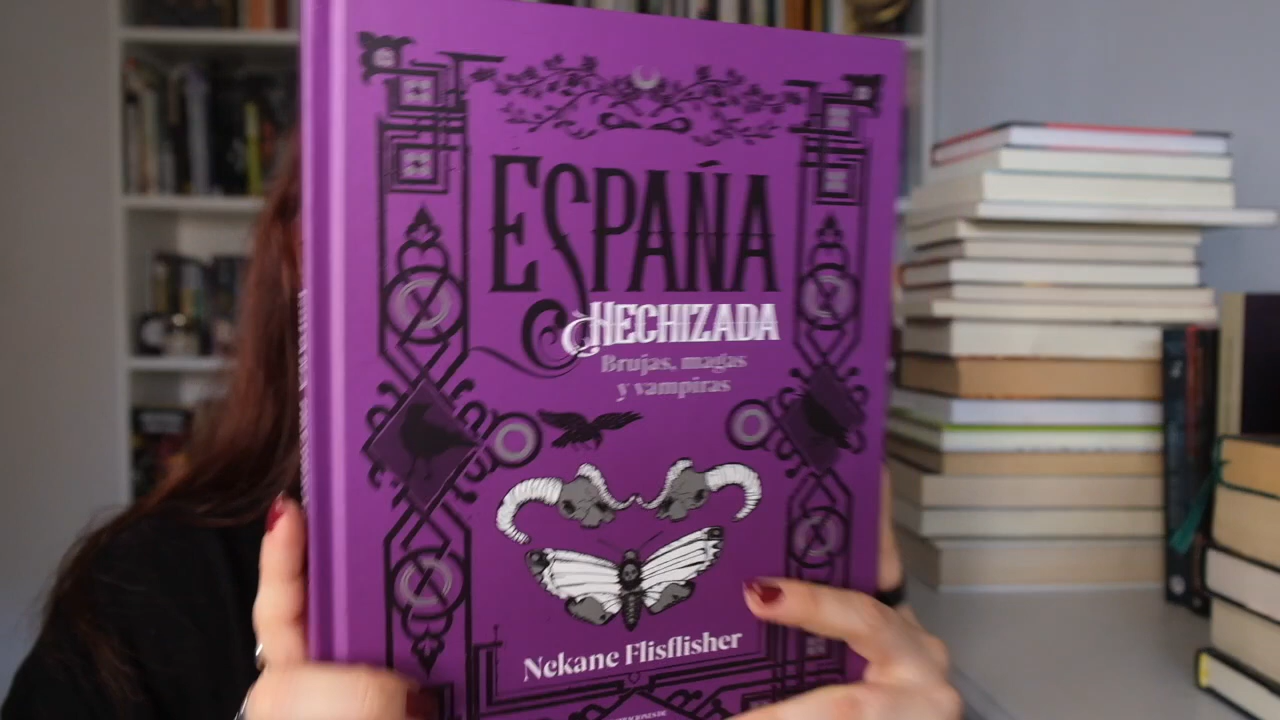 ESPAÑA
HECHIZADA
Brujas, magas
y vampiras
Nekane Flisflisher